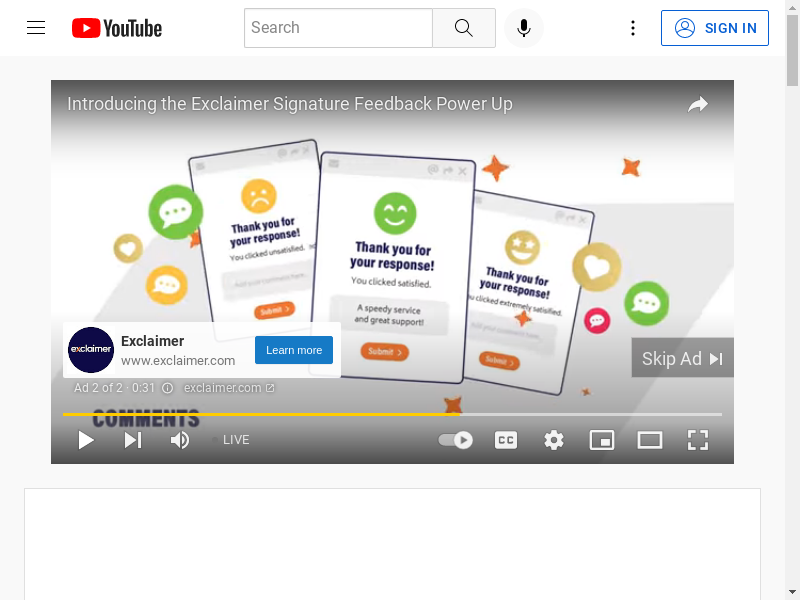 YouTube
Search
SIGN IN
Introducing the Exclaimer Signature Feedback Power Up
Thank you for
your response!
You clicked unsatisfied.
Add your comment here
Submit
Thank you for
your response!
You clicked satisfied.
A speedy service
and great support!
Submit
Thank you for
your response!
you clicked extremely satisfied.
Add your comment here
Submit
exclaimer
Exclaimer
www.exclaimer.com
Learn more
Skip Ad
Ad 2 of 2 · 0:31
exclaimer.com
COMMENTS
LIVE
CC